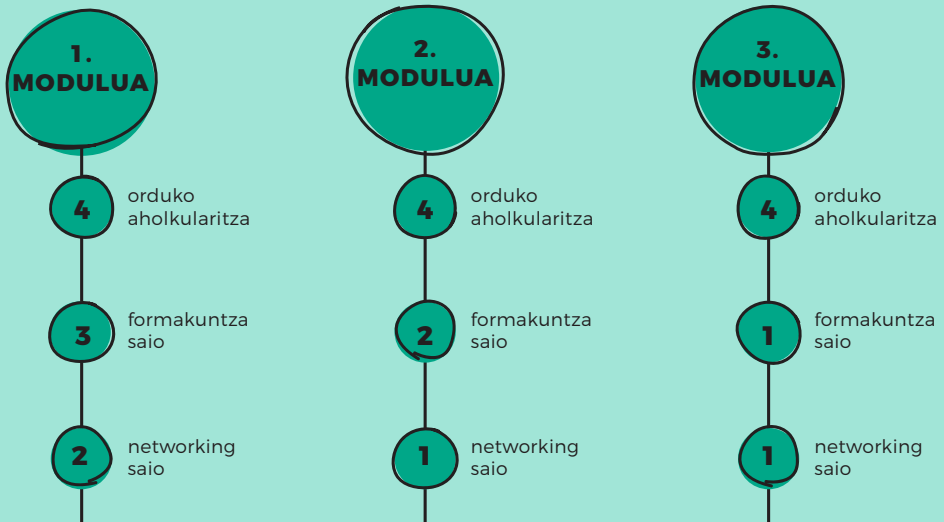 1.
MODULUA
4
orduko
aholkularitza
3
formakuntza
saio
2
networking
saio
2.
MODULUA
4
orduko
aholkularitza
2
formakuntza
saio
1
networking
saio
3.
MODULUA
4
orduko
aholkularitza
1
formakuntza
saio
1
networking
saio